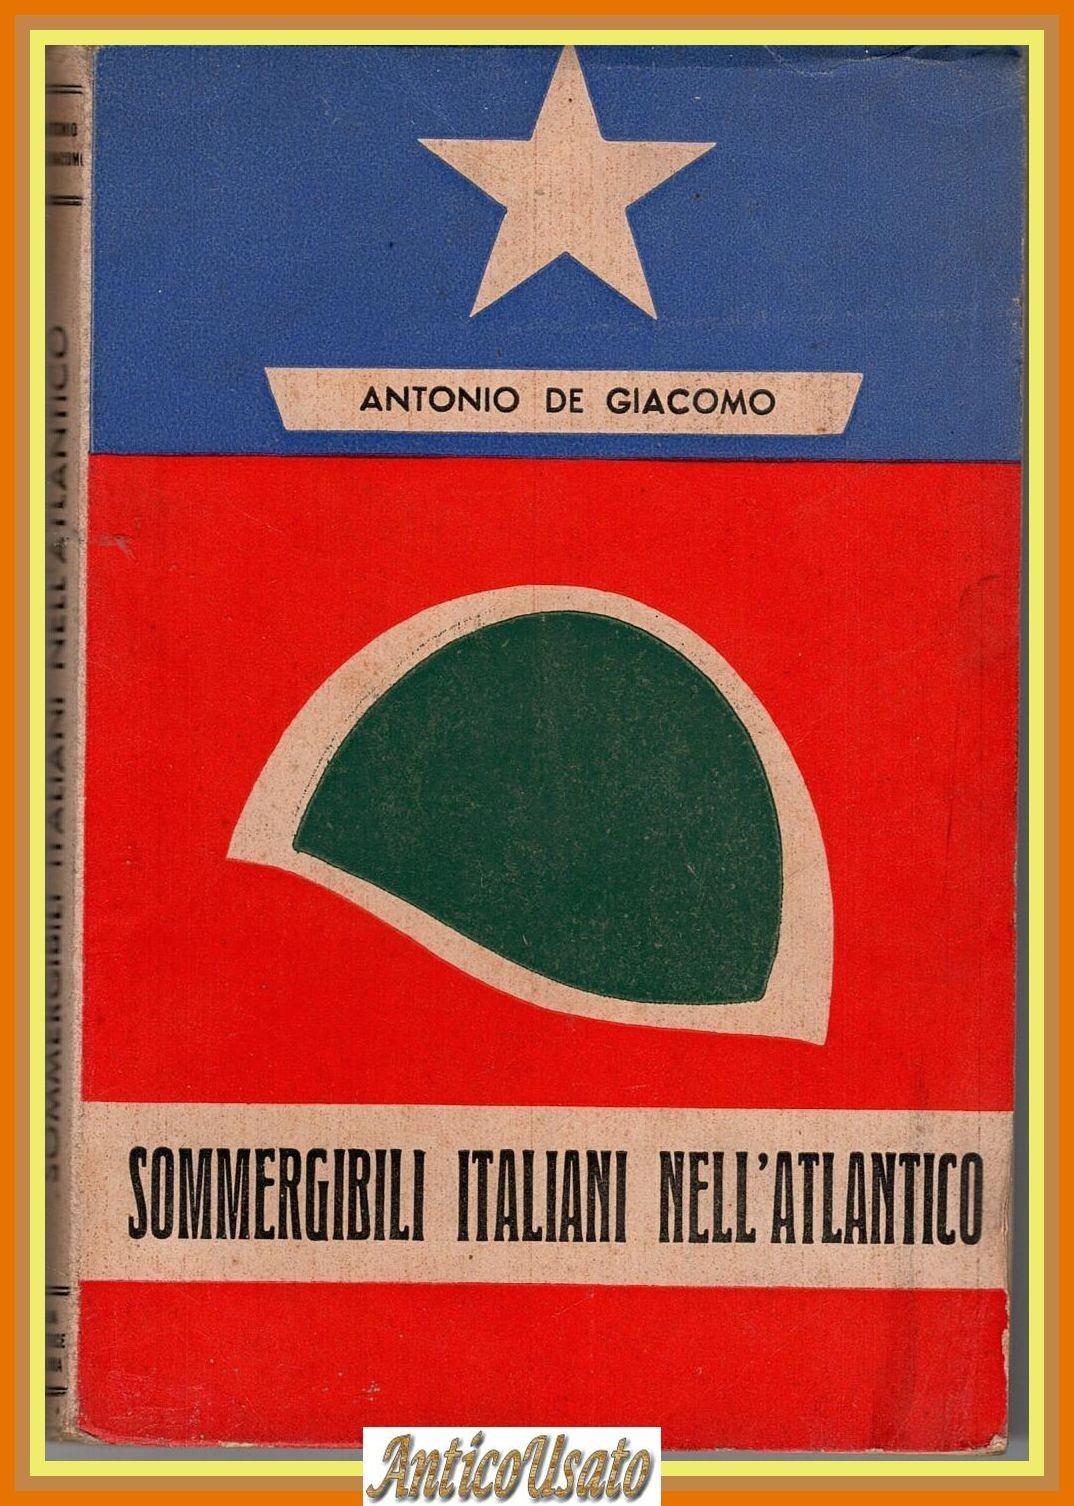 ANTONIO DE GIACOMO
SOMMERGIBILI ITALIANI NELL'ATLANTICO
SOMMERGIBILI ITALIANI NELL'ATLANTICO
AnticoUsato